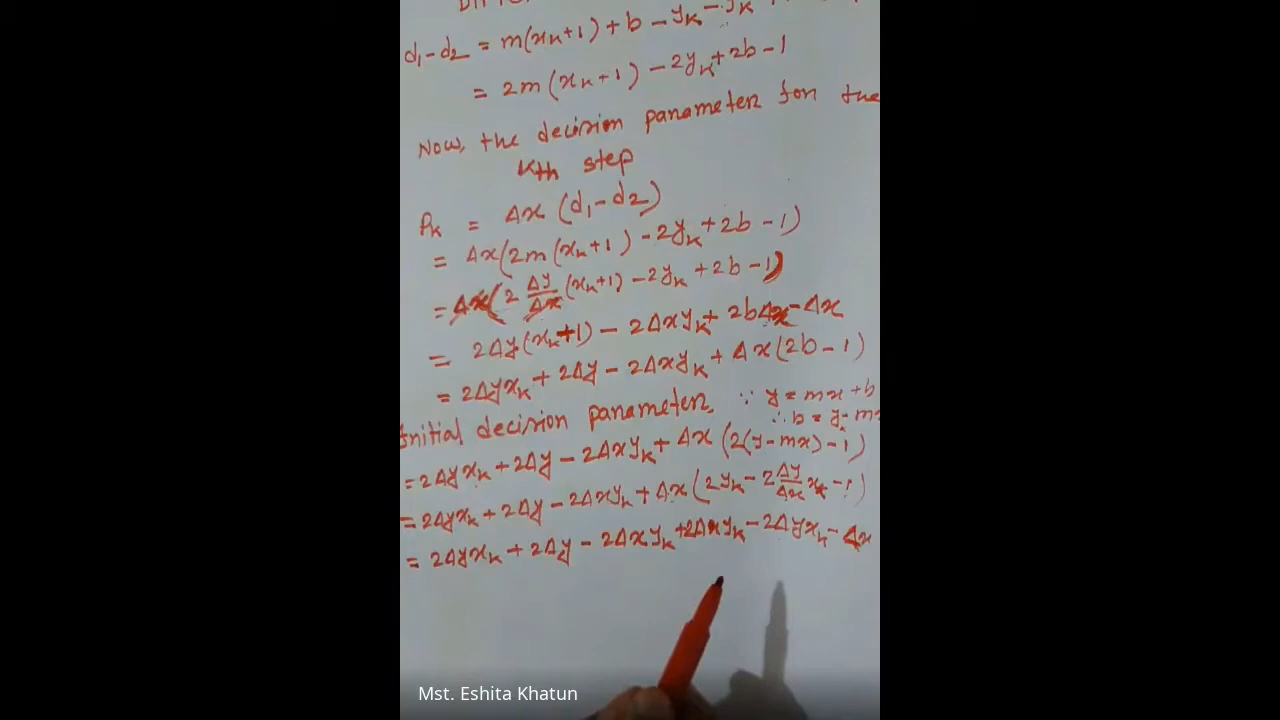 d₁-d₂ = m(xₖ+1) + b - yₖ - yₖ
= 2m(xₖ+1) - 2yₖ + 2b - 1
Now, the decision parameter for the
Kth step
Pₖ = Δx (d₁-d₂)
= Δx(2m(xₖ+1) - 2yₖ + 2b - 1)
= Δx(2 Δy/Δx (xₖ+1) - 2yₖ + 2b - 1)
= 2Δy(xₖ+1) - 2Δxyₖ + 2bΔx - Δx
= 2Δyxₖ + 2Δy - 2Δxyₖ + Δx(2b - 1)
Initial decision parameter ∵ y = mx + b
∴ b = y - mx
= 2Δyxₖ + 2Δy - 2Δxyₖ + Δx (2(y - mx) - 1)
= 2Δyxₖ + 2Δy - 2Δxyₖ + Δx (2yₖ - 2 Δy/Δx xₖ - 1)
= 2Δyxₖ + 2Δy - 2Δxyₖ + 2Δxyₖ - 2Δyxₖ - Δx
Mst. Eshita Khatun